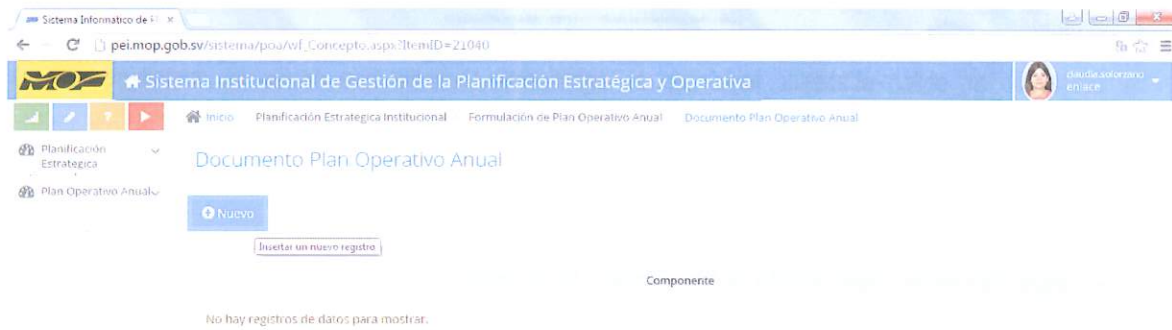 Sistema Informatico de Pl
pei.mop.gob.sv/sistema/poa/wf_Concepto.aspx?ItemID=21040
MOP Sistema Institucional de Gestión de la Planificación Estratégica y Operativa
claudia.solorzano
enlace
Inicio Planificación Estrategica Institucional Formulación de Plan Operativo Anual Documento Plan Operativo Anual
Planificación
Estrategica
Documento Plan Operativo Anual
Plan Operativo Anual
Nuevo
Insertar un nuevo registro
Componente
No hay registros de datos para mostrar.